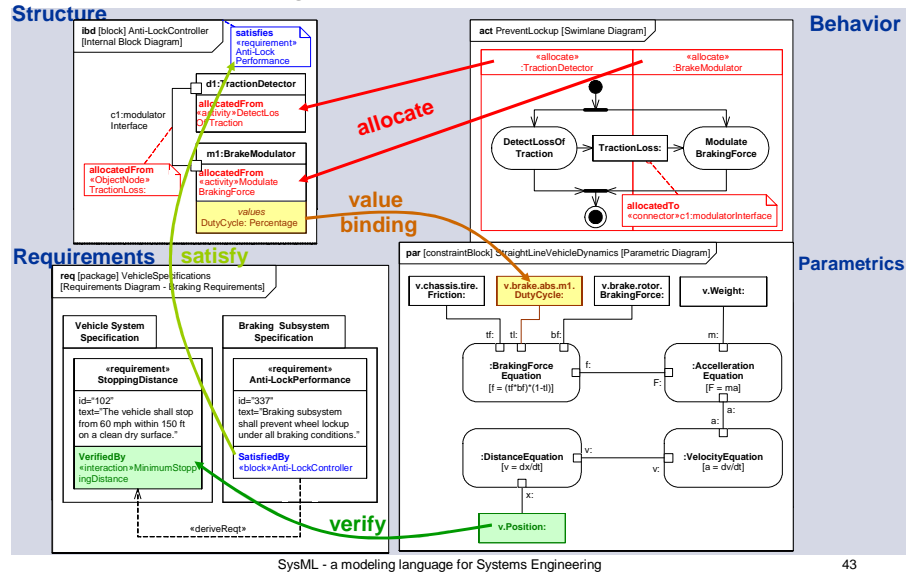 Structure
ibd [block] Anti-LockController
[Internal Block Diagram]
satisfies
«requirement»
Anti-Lock
Performance
d1:TractionDetector
allocatedFrom
«activity»DetectLos
Of Traction
c1:modulator
Interface
m1:BrakeModulator
allocatedFrom
«activity»Modulate
BrakingForce
values
DutyCycle: Percentage
allocatedFrom
«ObjectNode»
TractionLoss:
allocate
value
binding
satisfy
verify
Behavior
act PreventLockup [Swimlane Diagram]
«allocate»
:TractionDetector
«allocate»
:BrakeModulator
DetectLossOf
Traction
TractionLoss:
Modulate
BrakingForce
allocatedTo
«connector»c1:modulatorInterface
Requirements
req [package] VehicleSpecifications
[Requirements Diagram - Braking Requirements]
Vehicle System
Specification
«requirement»
StoppingDistance
id="102"
text="The vehicle shall stop
from 60 mph within 150 ft
on a clean dry surface."
VerifiedBy
«interaction»MinimumStopp
ingDistance
Braking Subsystem
Specification
«requirement»
Anti-LockPerformance
id="337"
text="Braking subsystem
shall prevent wheel lockup
under all braking conditions."
SatisfiedBy
«block»Anti-LockController
«deriveReqt»
Parametrics
par [constraintBlock] StraightLineVehicleDynamics [Parametric Diagram]
v.chassis.tire.
Friction:
v.brake.abs.m1.
DutyCycle:
v.brake.rotor.
BrakingForce:
v.Weight:
tf:
tl:
bf:
m:
:BrakingForce
Equation
[f = (tf*bf)*(1-tl)]
f:
F:
:Accelleration
Equation
[F = ma]
a:
a:
:DistanceEquation
[v = dx/dt]
v:
v:
:VelocityEquation
[a = dv/dt]
x:
v.Position:
SysML - a modeling language for Systems Engineering
43